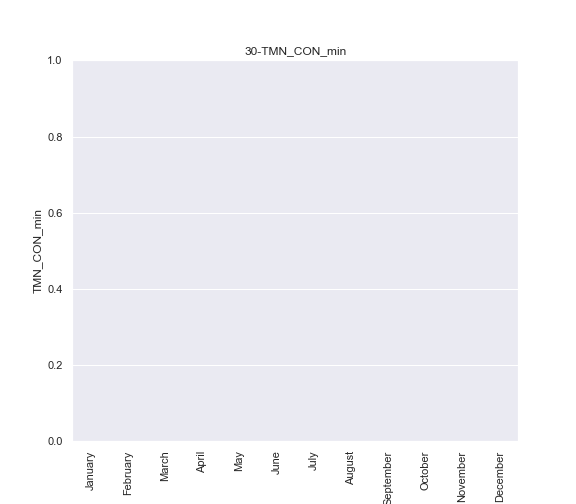 30-TMN_CON_min
1.0
0.8
0.6
0.4
0.2
0.0
TMN_CON_min
January
February
March
April
May
June
July
August
September
October
November
December